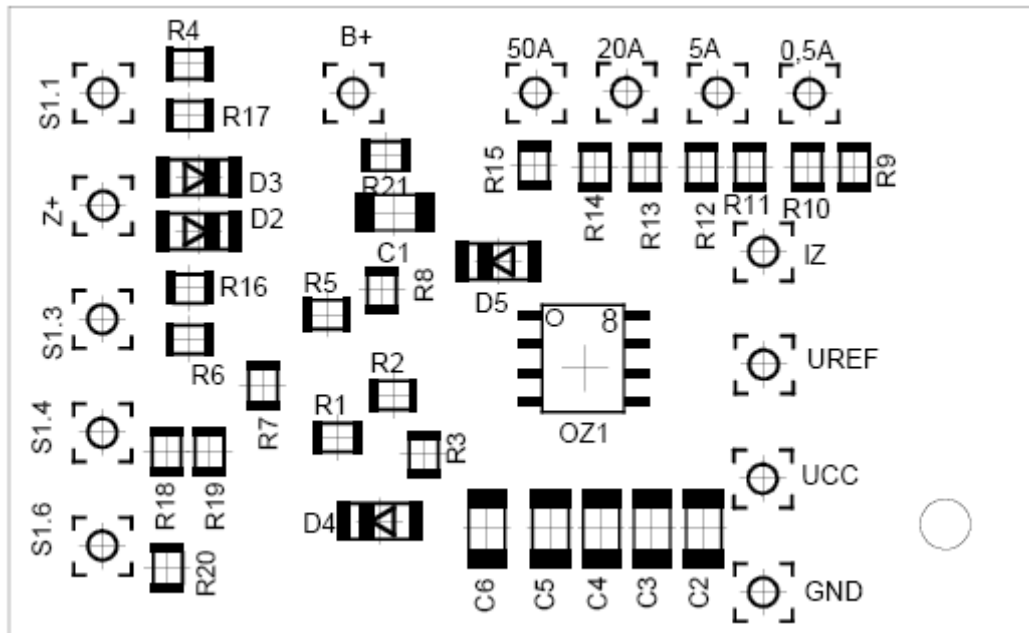 R4
B+
50A
20A
5A
0,5A
S1.1
R17
R15
R21
R9
D3
Z+
D2
R14
R13
R12
R11
R10
C1
IZ
R16
R5
R8
D5
S1.3
8
R6
R2
UREF
R7
R1
R3
OZ1
S1.4
UCC
R18
R19
D4
S1.6
R20
C6
C5
C4
C3
C2
GND